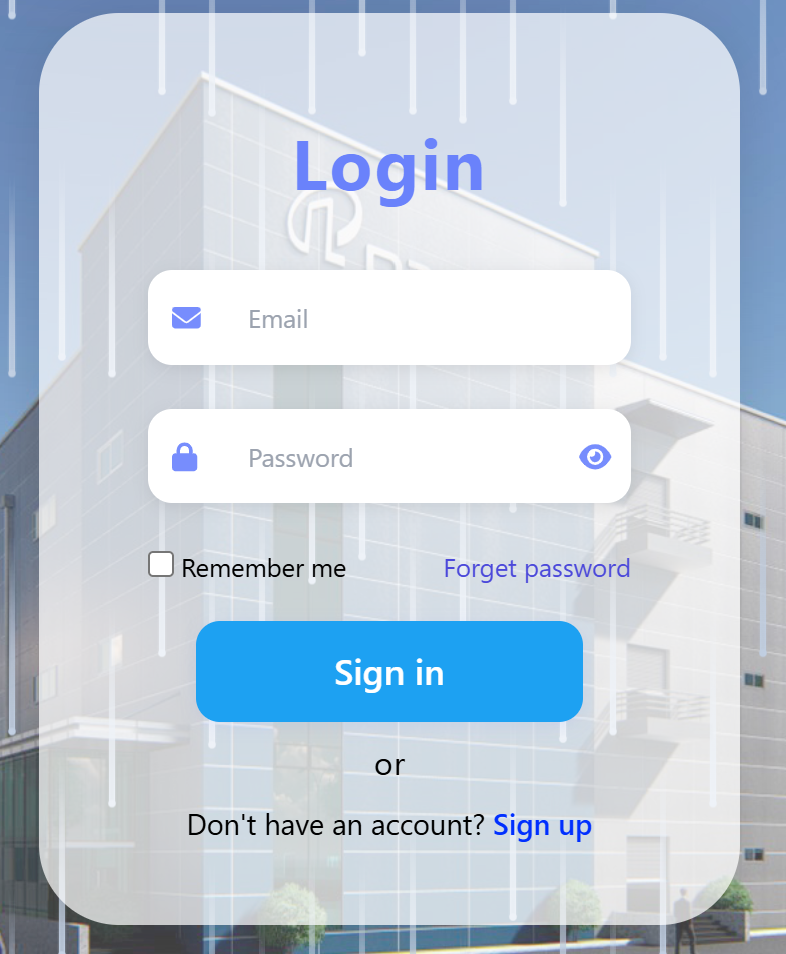 Login
Email
Password
Remember me
Forget password
Sign in
or
Don't have an account? Sign up